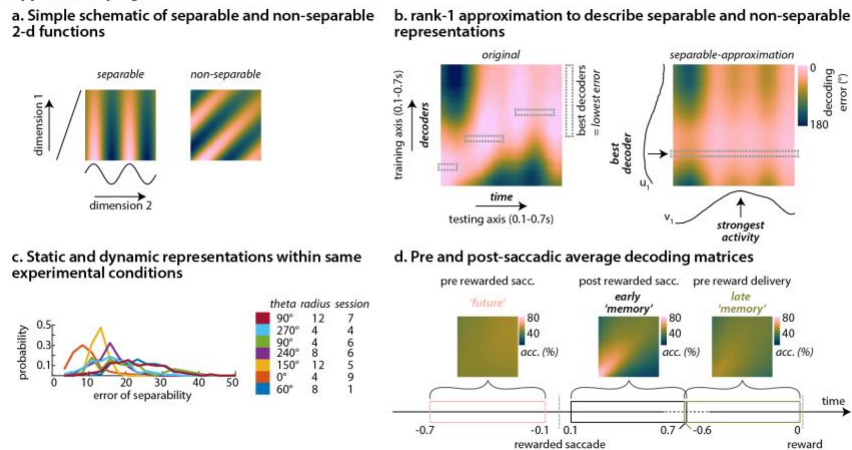 a. Simple schematic of separable and non-separable
2-d functions
separable
non-separable
dimension 1
dimension 2
b. rank-1 approximation to describe separable and non-separable
representations
original
separable-approximation
training axis (0.1-0.7s)
decoders
best decoders
= lowest error
time
testing axis (0.1-0.7s)
best
decoder
u1
v1
strongest
activity
0
180
decoding
error (°)
c. Static and dynamic representations within same
experimental conditions
probability
0.5
0.3
0.1
0 10 20 30 40 50
error of separability
theta radius session
90° 12 7
270° 4 4
90° 4 6
240° 8 6
150° 12 5
0° 4 9
60° 8 1
d. Pre and post-saccadic average decoding matrices
pre rewarded sacc.
'future'
80
40
acc. (%)
post rewarded sacc.
early
'memory'
80
40
acc. (%)
pre reward delivery
late
'memory'
80
40
acc. (%)
time
-0.7 -0.1 0.1 0.7 -0.6 0
rewarded saccade
reward